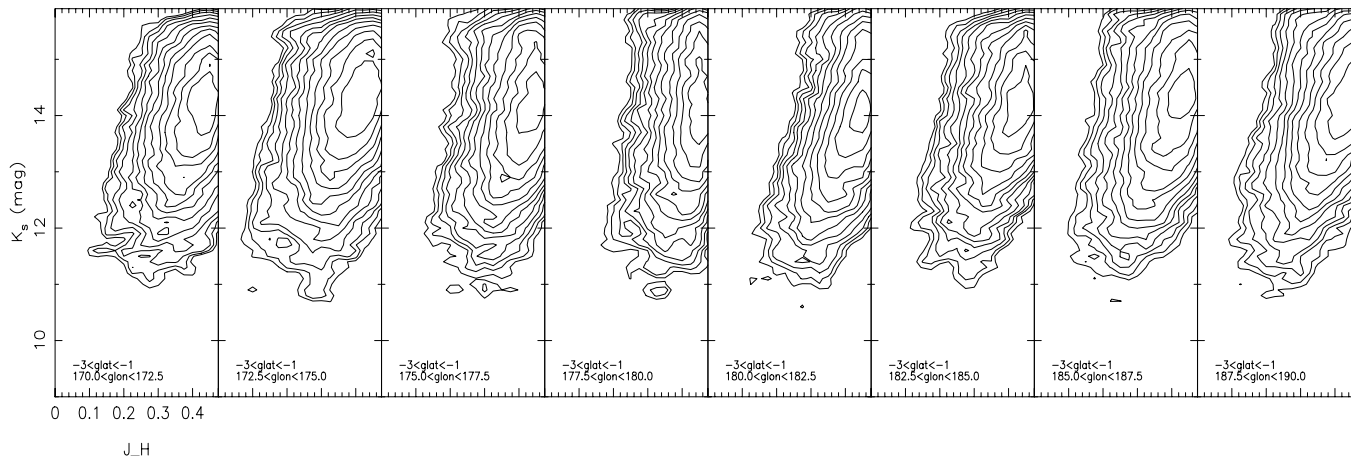 14
12
10
K_s (mag)
-3<glat<-1
170.0<glon<172.5
-3<glat<-1
172.5<glon<175.0
-3<glat<-1
175.0<glon<177.5
-3<glat<-1
177.5<glon<180.0
-3<glat<-1
180.0<glon<182.5
-3<glat<-1
182.5<glon<185.0
-3<glat<-1
185.0<glon<187.5
-3<glat<-1
187.5<glon<190.0
0 0.1 0.2 0.3 0.4
J_H